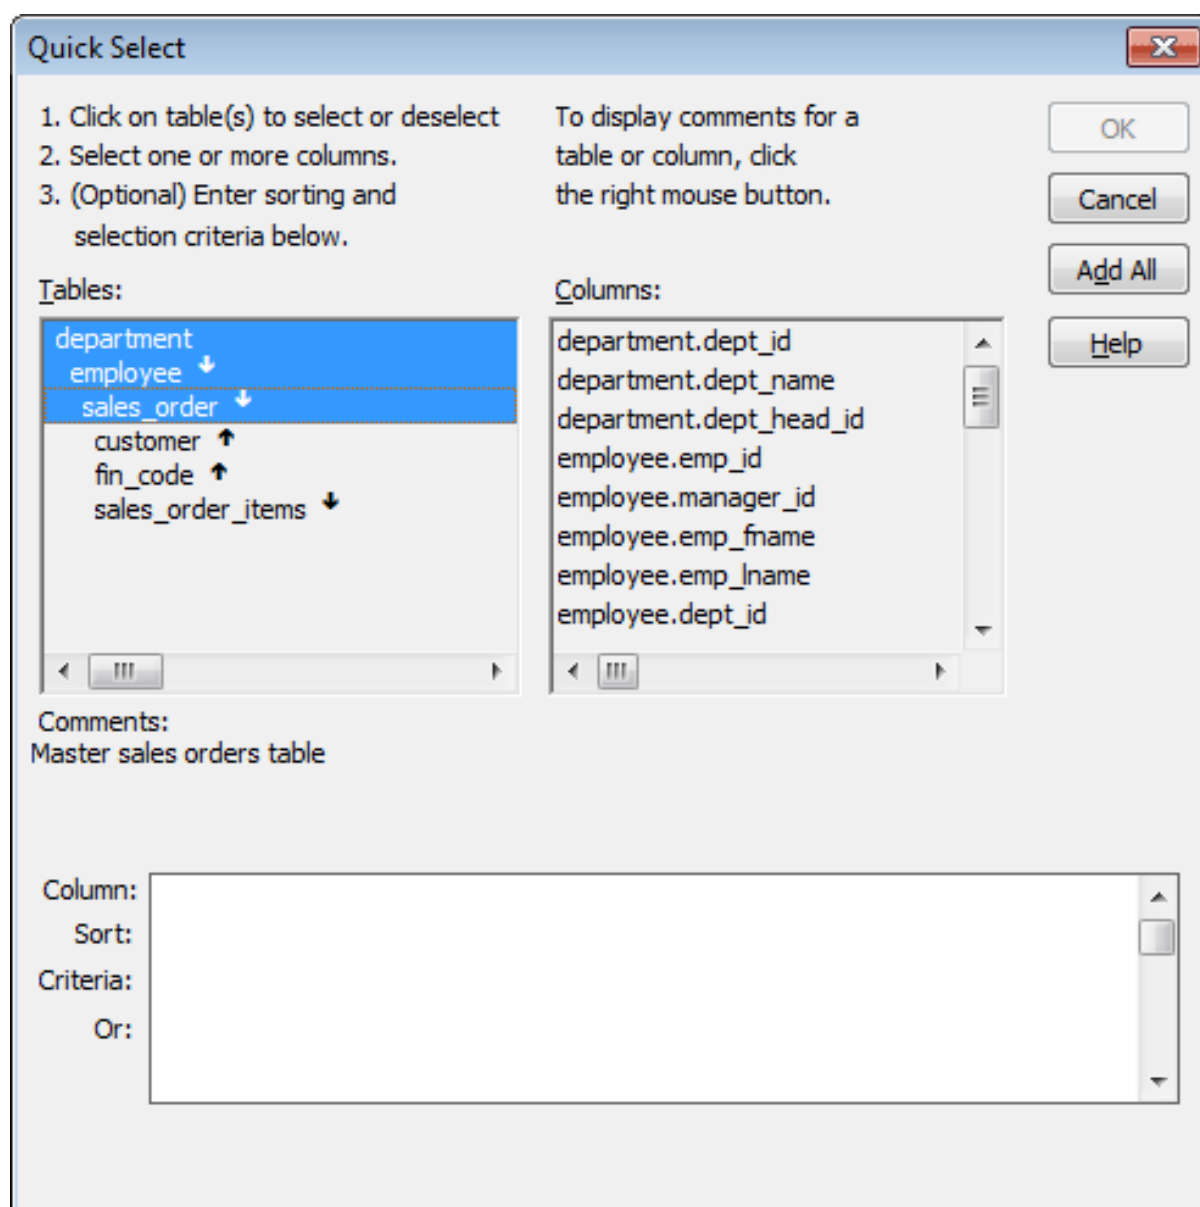 Quick Select
1. Click on table(s) to select or deselect
2. Select one or more columns.
3. (Optional) Enter sorting and
selection criteria below.
To display comments for a
table or column, click
the right mouse button.
OK
Cancel
Add All
Help
Tables:
department
employee
sales_order
customer
fin_code
sales_order_items
Columns:
department.dept_id
department.dept_name
department.dept_head_id
employee.emp_id
employee.manager_id
employee.emp_fname
employee.emp_lname
employee.dept_id
Comments:
Master sales orders table
Column:
Sort:
Criteria:
Or: